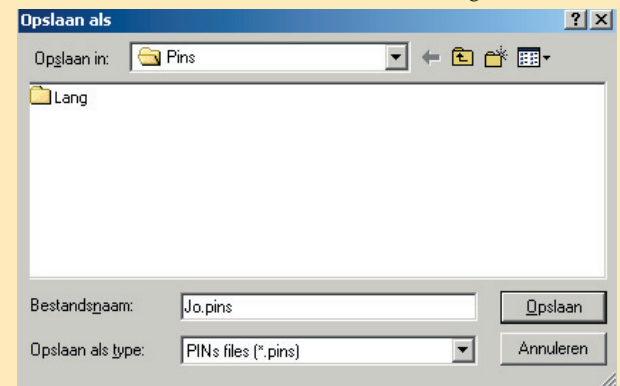 Opslaan als
Opslaan in: Pins
Lang
Bestandsnaam: Jo.pins Opslaan
Opslaan als type: PINs files (*.pins) Annuleren